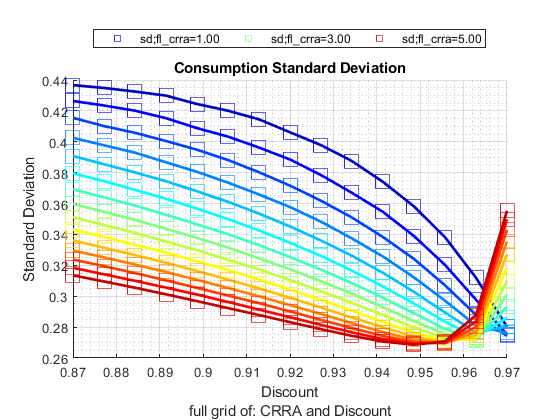 sd;fl_crra=1.00 sd;fl_crra=3.00 sd;fl_crra=5.00
Consumption Standard Deviation
0.44
0.42
0.4
0.38
0.36
0.34
0.32
0.3
0.28
0.26
Standard Deviation
0.87 0.88 0.89 0.9 0.91 0.92 0.93 0.94 0.95 0.96 0.97
Discount
full grid of: CRRA and Discount